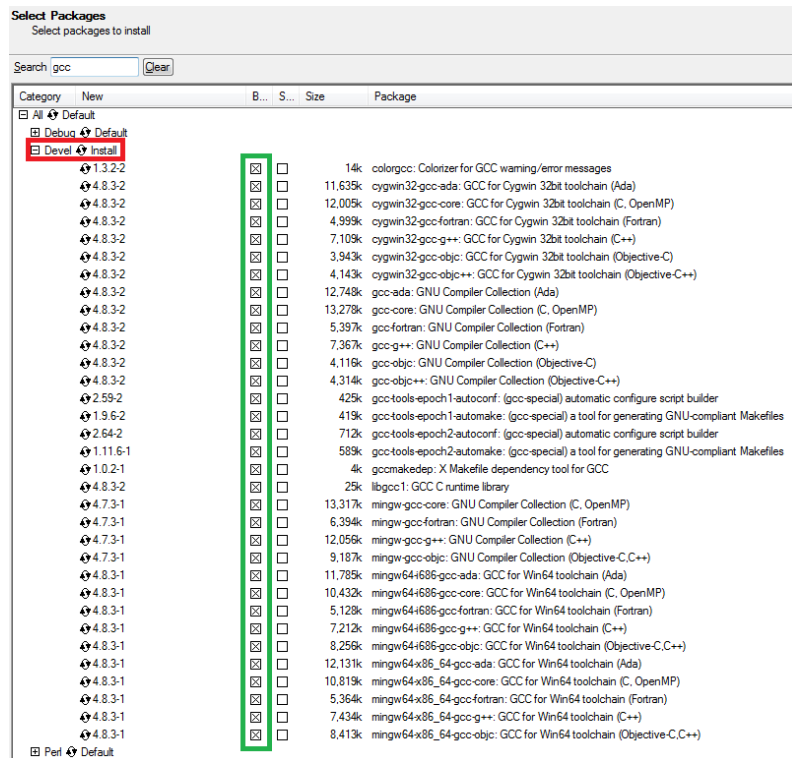 Select Packages
Select packages to install
Search gcc Clear
Category New B... S... Size Package
All Default
Debug Default
Devel Install
1.3.2-2 14k colorgcc: Colorizer for GCC warning/error messages
4.8.3-2 11,635k cygwin32-gcc-ada: GCC for Cygwin 32bit toolchain (Ada)
4.8.3-2 12,005k cygwin32-gcc-core: GCC for Cygwin 32bit toolchain (C, OpenMP)
4.8.3-2 4,999k cygwin32-gcc-fortran: GCC for Cygwin 32bit toolchain (Fortran)
4.8.3-2 7,109k cygwin32-gcc-g++: GCC for Cygwin 32bit toolchain (C++)
4.8.3-2 3,943k cygwin32-gcc-objc: GCC for Cygwin 32bit toolchain (Objective-C)
4.8.3-2 4,143k cygwin32-gcc-objc++: GCC for Cygwin 32bit toolchain (Objective-C++)
4.8.3-2 12,748k gcc-ada: GNU Compiler Collection (Ada)
4.8.3-2 13,278k gcc-core: GNU Compiler Collection (C, OpenMP)
4.8.3-2 5,397k gcc-fortran: GNU Compiler Collection (Fortran)
4.8.3-2 7,367k gcc-g++: GNU Compiler Collection (C++)
4.8.3-2 4,116k gcc-objc: GNU Compiler Collection (Objective-C)
4.8.3-2 4,314k gcc-objc++: GNU Compiler Collection (Objective-C++)
2.59-2 425k gcc-tools-epoch1-autoconf: (gcc-special) automatic configure script builder
1.9.6-2 419k gcc-tools-epoch1-automake: (gcc-special) a tool for generating GNU-compliant Makefiles
2.64-2 712k gcc-tools-epoch2-autoconf: (gcc-special) automatic configure script builder
1.11.6-1 589k gcc-tools-epoch2-automake: (gcc-special) a tool for generating GNU-compliant Makefiles
1.0.2-1 4k gccmakedep: X Makefile dependency tool for GCC
4.8.3-2 25k libgcc1: GCC C runtime library
4.7.3-1 13,317k mingw-gcc-core: GNU Compiler Collection (C, OpenMP)
4.7.3-1 6,394k mingw-gcc-fortran: GNU Compiler Collection (Fortran)
4.7.3-1 12,056k mingw-gcc-g++: GNU Compiler Collection (C++)
4.7.3-1 9,187k mingw-gcc-objc: GNU Compiler Collection (Objective-C,C++)
4.8.3-1 11,785k mingw64-i686-gcc-ada: GCC for Win64 toolchain (Ada)
4.8.3-1 10,432k mingw64-i686-gcc-core: GCC for Win64 toolchain (C, OpenMP)
4.8.3-1 5,128k mingw64-i686-gcc-fortran: GCC for Win64 toolchain (Fortran)
4.8.3-1 7,212k mingw64-i686-gcc-g++: GCC for Win64 toolchain (C++)
4.8.3-1 8,256k mingw64-i686-gcc-objc: GCC for Win64 toolchain (Objective-C,C++)
4.8.3-1 12,131k mingw64-x86_64-gcc-ada: GCC for Win64 toolchain (Ada)
4.8.3-1 10,819k mingw64-x86_64-gcc-core: GCC for Win64 toolchain (C, OpenMP)
4.8.3-1 5,364k mingw64-x86_64-gcc-fortran: GCC for Win64 toolchain (Fortran)
4.8.3-1 7,434k mingw64-x86_64-gcc-g++: GCC for Win64 toolchain (C++)
4.8.3-1 8,413k mingw64-x86_64-gcc-objc: GCC for Win64 toolchain (Objective-C,C++)
Perl Default